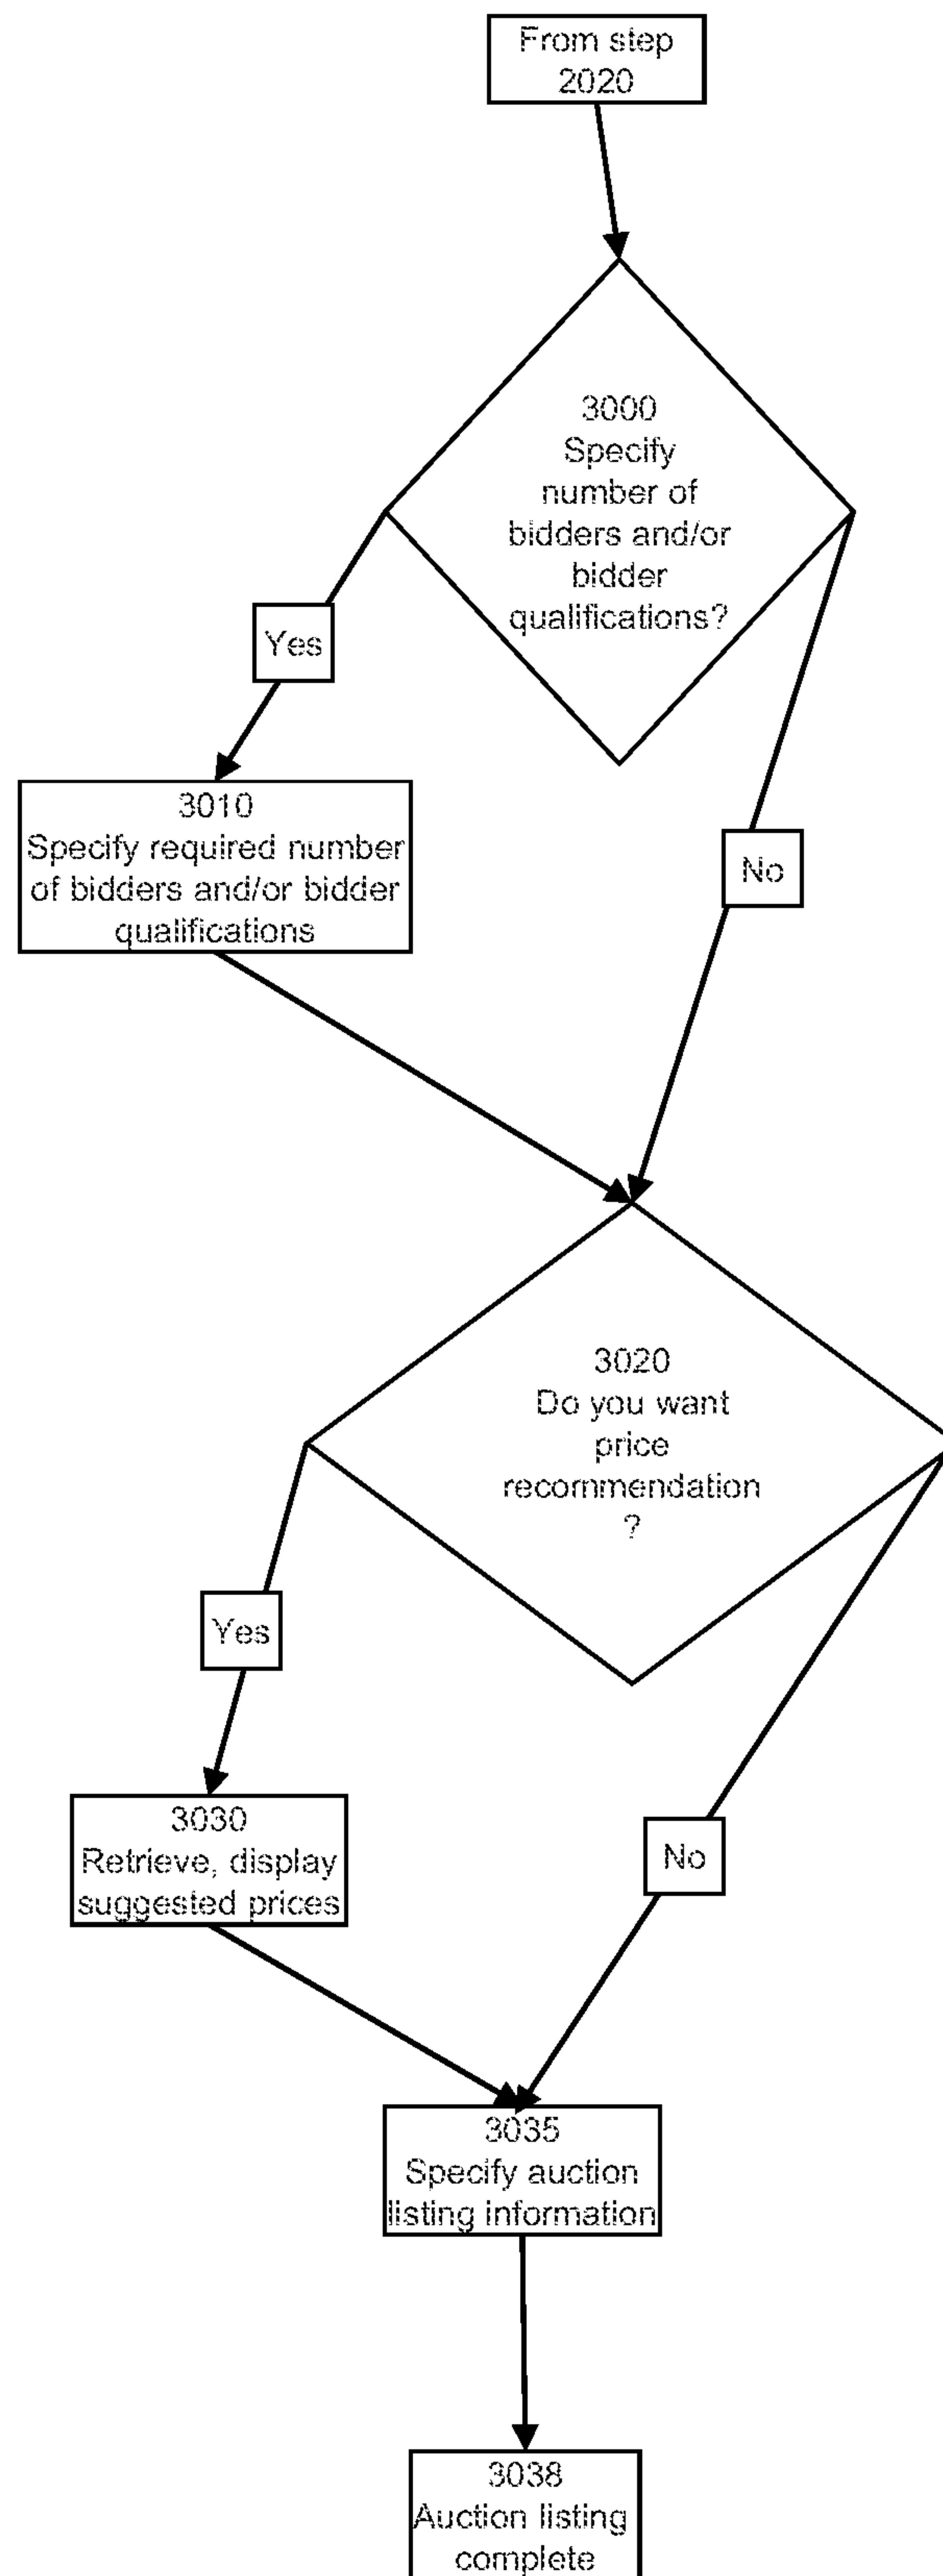 From step
2020
3000
Specify
number of
bidders and/or
bidder
qualifications?
Yes
3010
Specify required number
of bidders and/or bidder
qualifications
No
3020
Do you want
price
recommendation
?
Yes
3030
Retrieve, display
suggested prices
No
3035
Specify auction
listing information
3038
Auction listing
complete